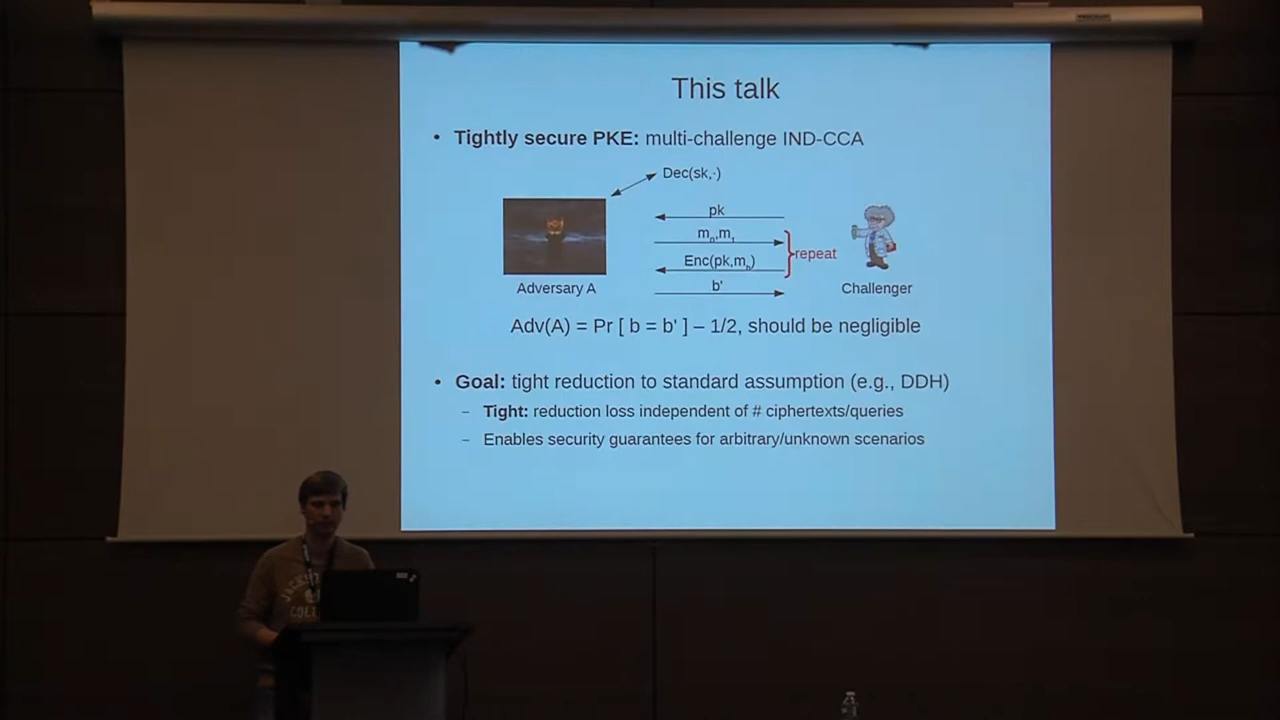 This talk
• Tightly secure PKE: multi-challenge IND-CCA
Dec(sk,·)
pk
m₀,m₁
Enc(pk,m_b)
repeat
b'
Adversary A
Challenger
Adv(A) = Pr [ b = b' ] – 1/2, should be negligible
• Goal: tight reduction to standard assumption (e.g., DDH)
– Tight: reduction loss independent of # ciphertexts/queries
– Enables security guarantees for arbitrary/unknown scenarios